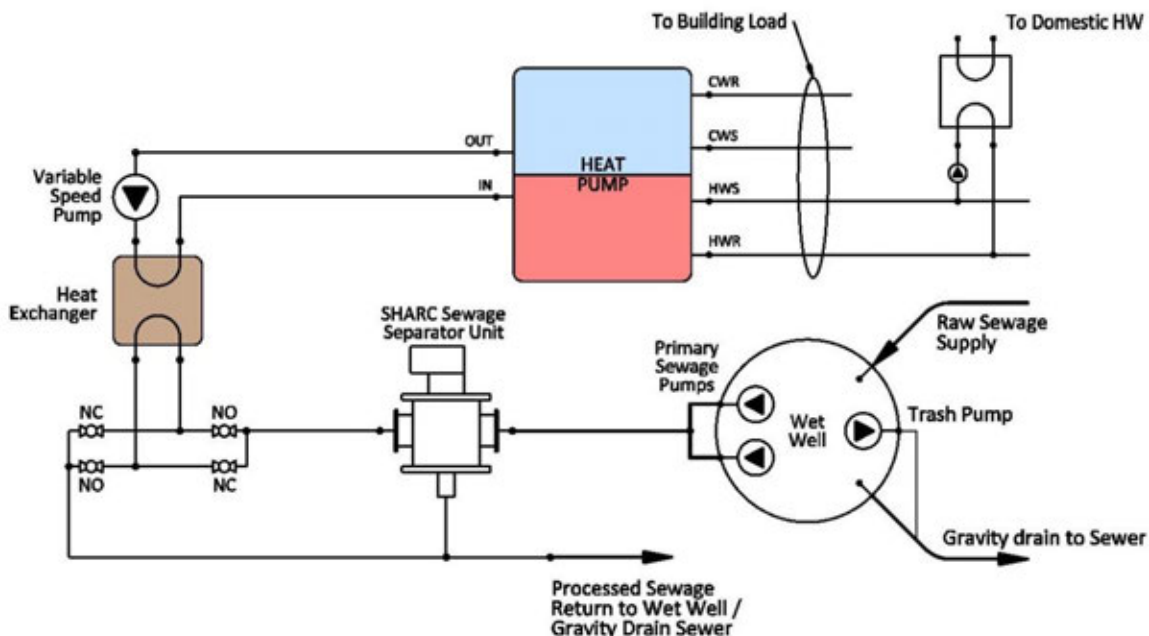 To Building Load
To Domestic HW
CWR
OUT
CWS
HEAT
PUMP
Variable
Speed
Pump
IN
HWS
HWR
Heat
Exchanger
SHARC Sewage
Separator Unit
Raw Sewage
Supply
Primary
Sewage
Pumps
NC
NO
Wet
Well
Trash Pump
NO
NC
Gravity drain to Sewer
Processed Sewage
Return to Wet Well /
Gravity Drain Sewer